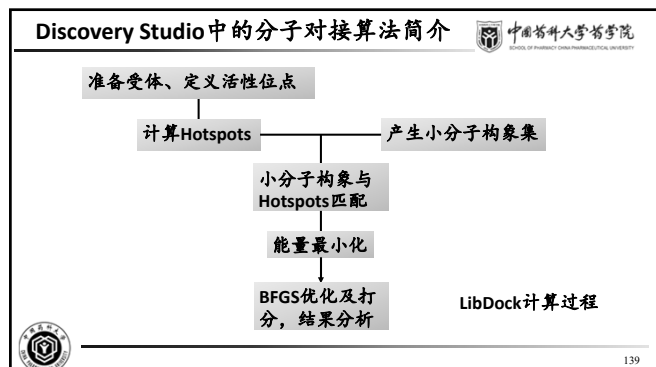 Discovery Studio中的分子对接算法简介
中国药科大学药学院
SCHOOL OF PHARMACY CHINA PHARMACEUTICAL UNIVERSITY
准备受体、定义活性位点
计算Hotspots
产生小分子构象集
小分子构象与
Hotspots匹配
能量最小化
BFGS优化及打
分，结果分析
LibDock计算过程
139